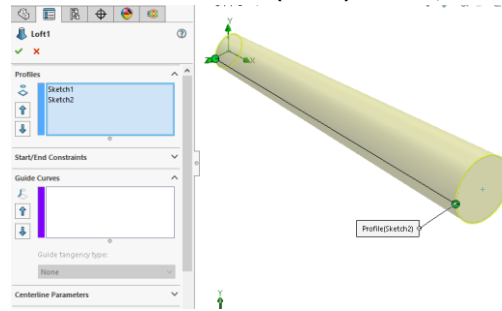 Loft1
Profiles
Sketch1
Sketch2
Start/End Constraints
Guide Curves
Guide tangency type:
None
Centerline Parameters
Y
X
Profile(Sketch2)
Y